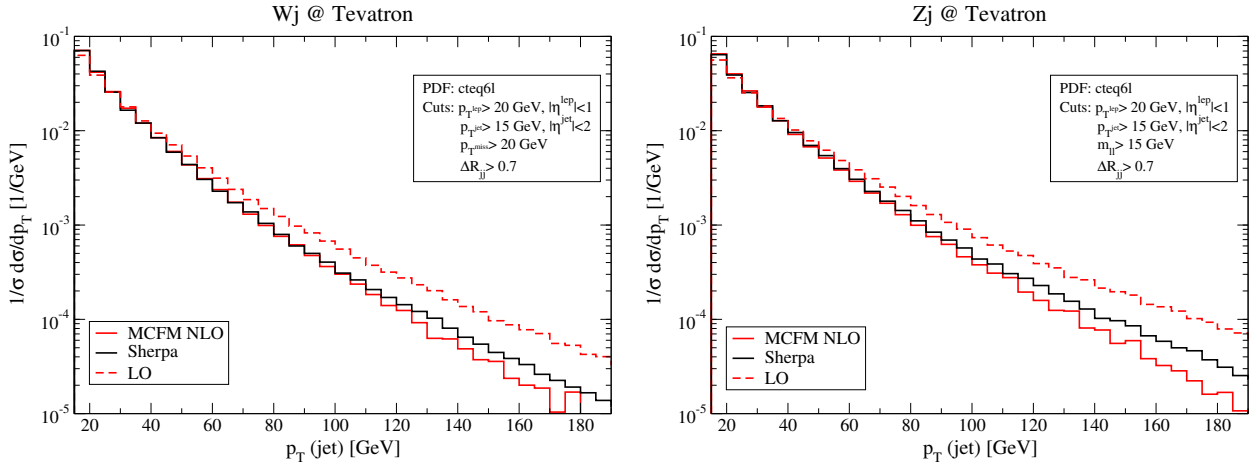 Wj @ Tevatron
1/σ dσ/dp_T [1/GeV]
10^-1
10^-2
10^-3
10^-4
10^-5
PDF: cteq6l
Cuts: p_T^lep > 20 GeV, |η^lep|<1
p_T^jet > 15 GeV, |η^jet|<2
p_T^miss > 20 GeV
ΔR_jj > 0.7
MCFM NLO
Sherpa
LO
20 40 60 80 100 120 140 160 180
p_T (jet) [GeV]
Zj @ Tevatron
1/σ dσ/dp_T [1/GeV]
10^-1
10^-2
10^-3
10^-4
10^-5
PDF: cteq6l
Cuts: p_T^lep > 20 GeV, |η^lep|<1
p_T^jet > 15 GeV, |η^jet|<2
m_ll > 15 GeV
ΔR_jj > 0.7
MCFM NLO
Sherpa
LO
20 40 60 80 100 120 140 160 180
p_T (jet) [GeV]